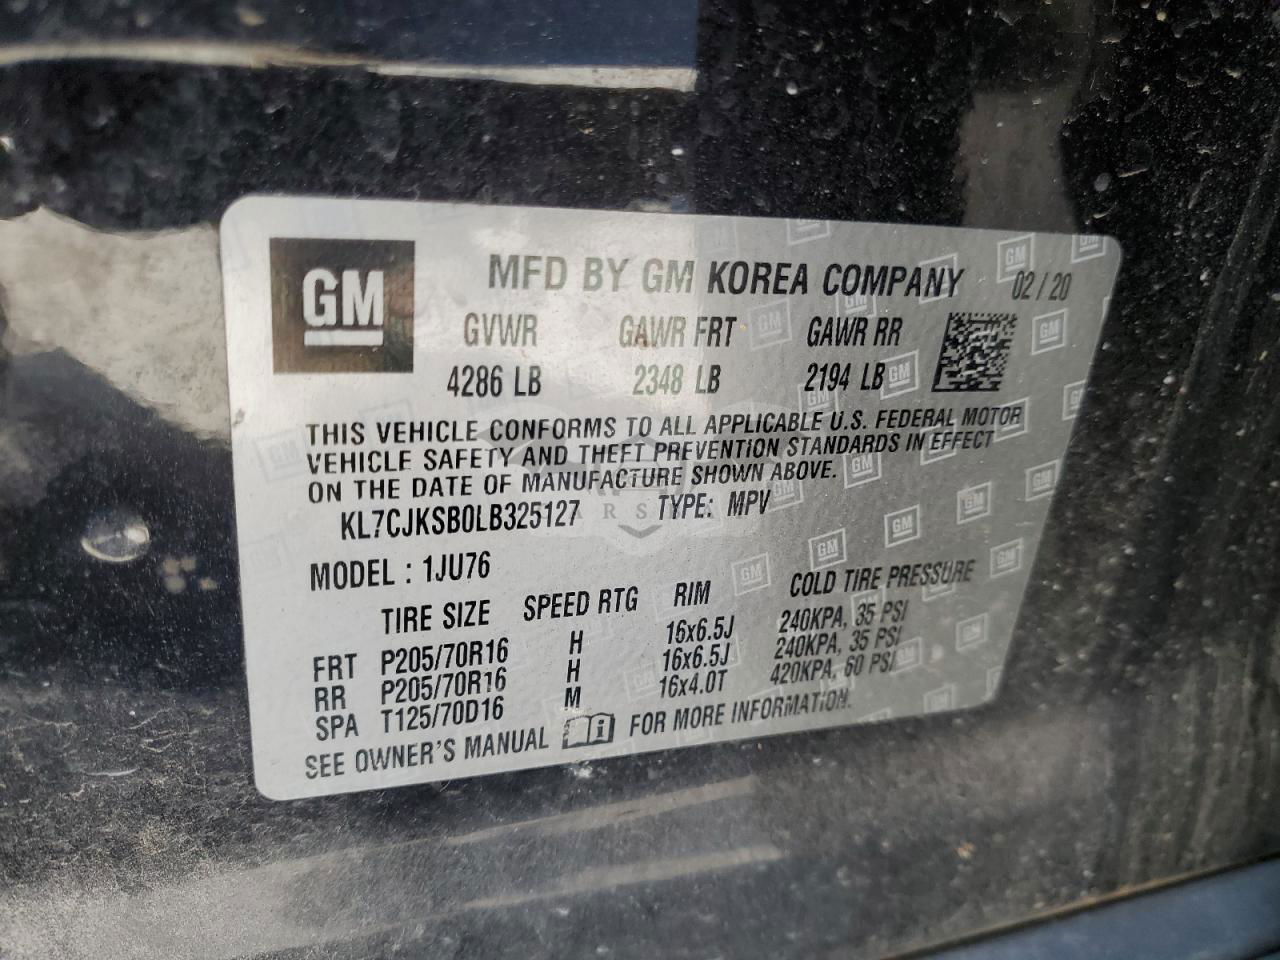 GM
MFD BY GM KOREA COMPANY 02/20
GVWR GAWR FRT GAWR RR
4286 LB 2348 LB 2194 LB
THIS VEHICLE CONFORMS TO ALL APPLICABLE U.S. FEDERAL MOTOR
VEHICLE SAFETY AND THEFT PREVENTION STANDARDS IN EFFECT
ON THE DATE OF MANUFACTURE SHOWN ABOVE.
KL7CJKSB0LB325127 TYPE: MPV
MODEL : 1JU76
TIRE SIZE SPEED RTG RIM COLD TIRE PRESSURE
FRT P205/70R16 H 16x6.5J 240KPA, 35 PSI
RR P205/70R16 H 16x6.5J 240KPA, 35 PSI
SPA T125/70D16 M 16x4.0T 420KPA, 60 PSI
SEE OWNER'S MANUAL FOR MORE INFORMATION.